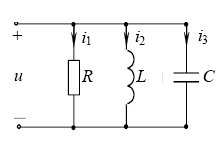 + i₁ i₂ i₃
u R L C
−